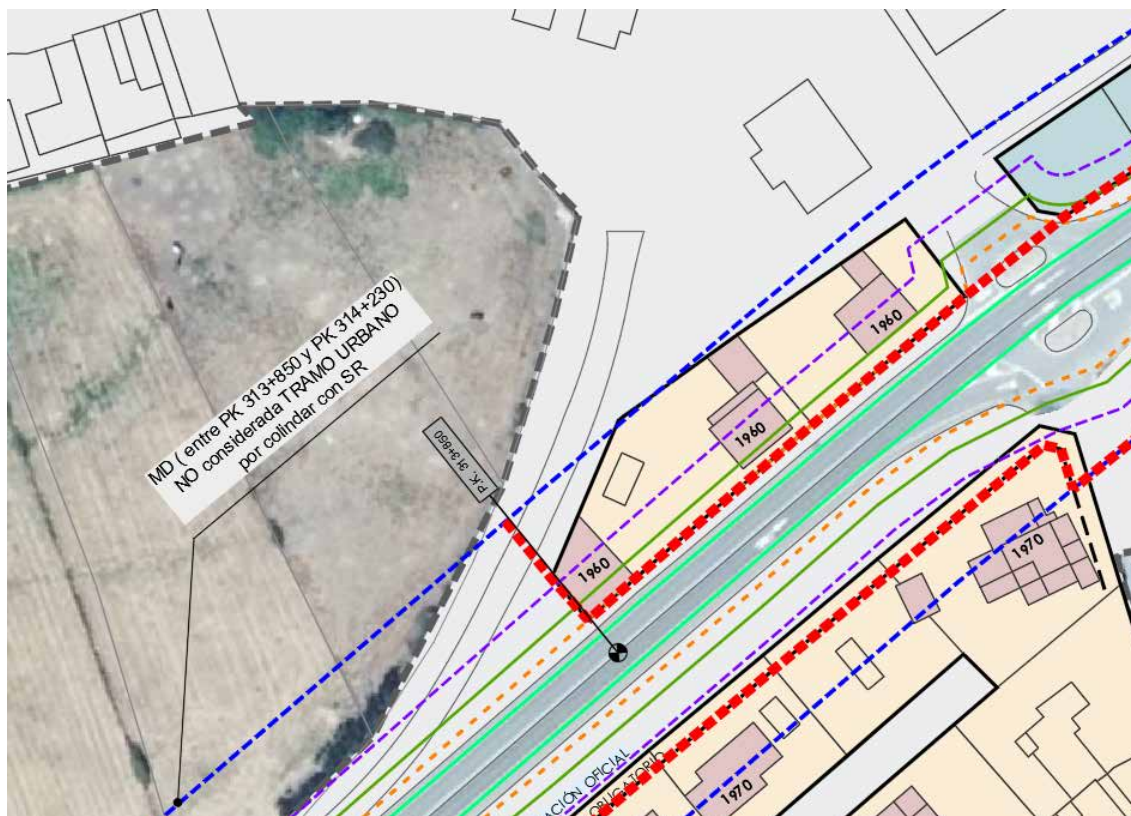 MD ( entre PK 313+850 y PK 314+230)
NO considerada TRAMO URBANO
por colindar con SR
P.K. 313+850
1960
1960
1960
1970
1970
ACIÓN OFICIAL
OBLIGATORIO